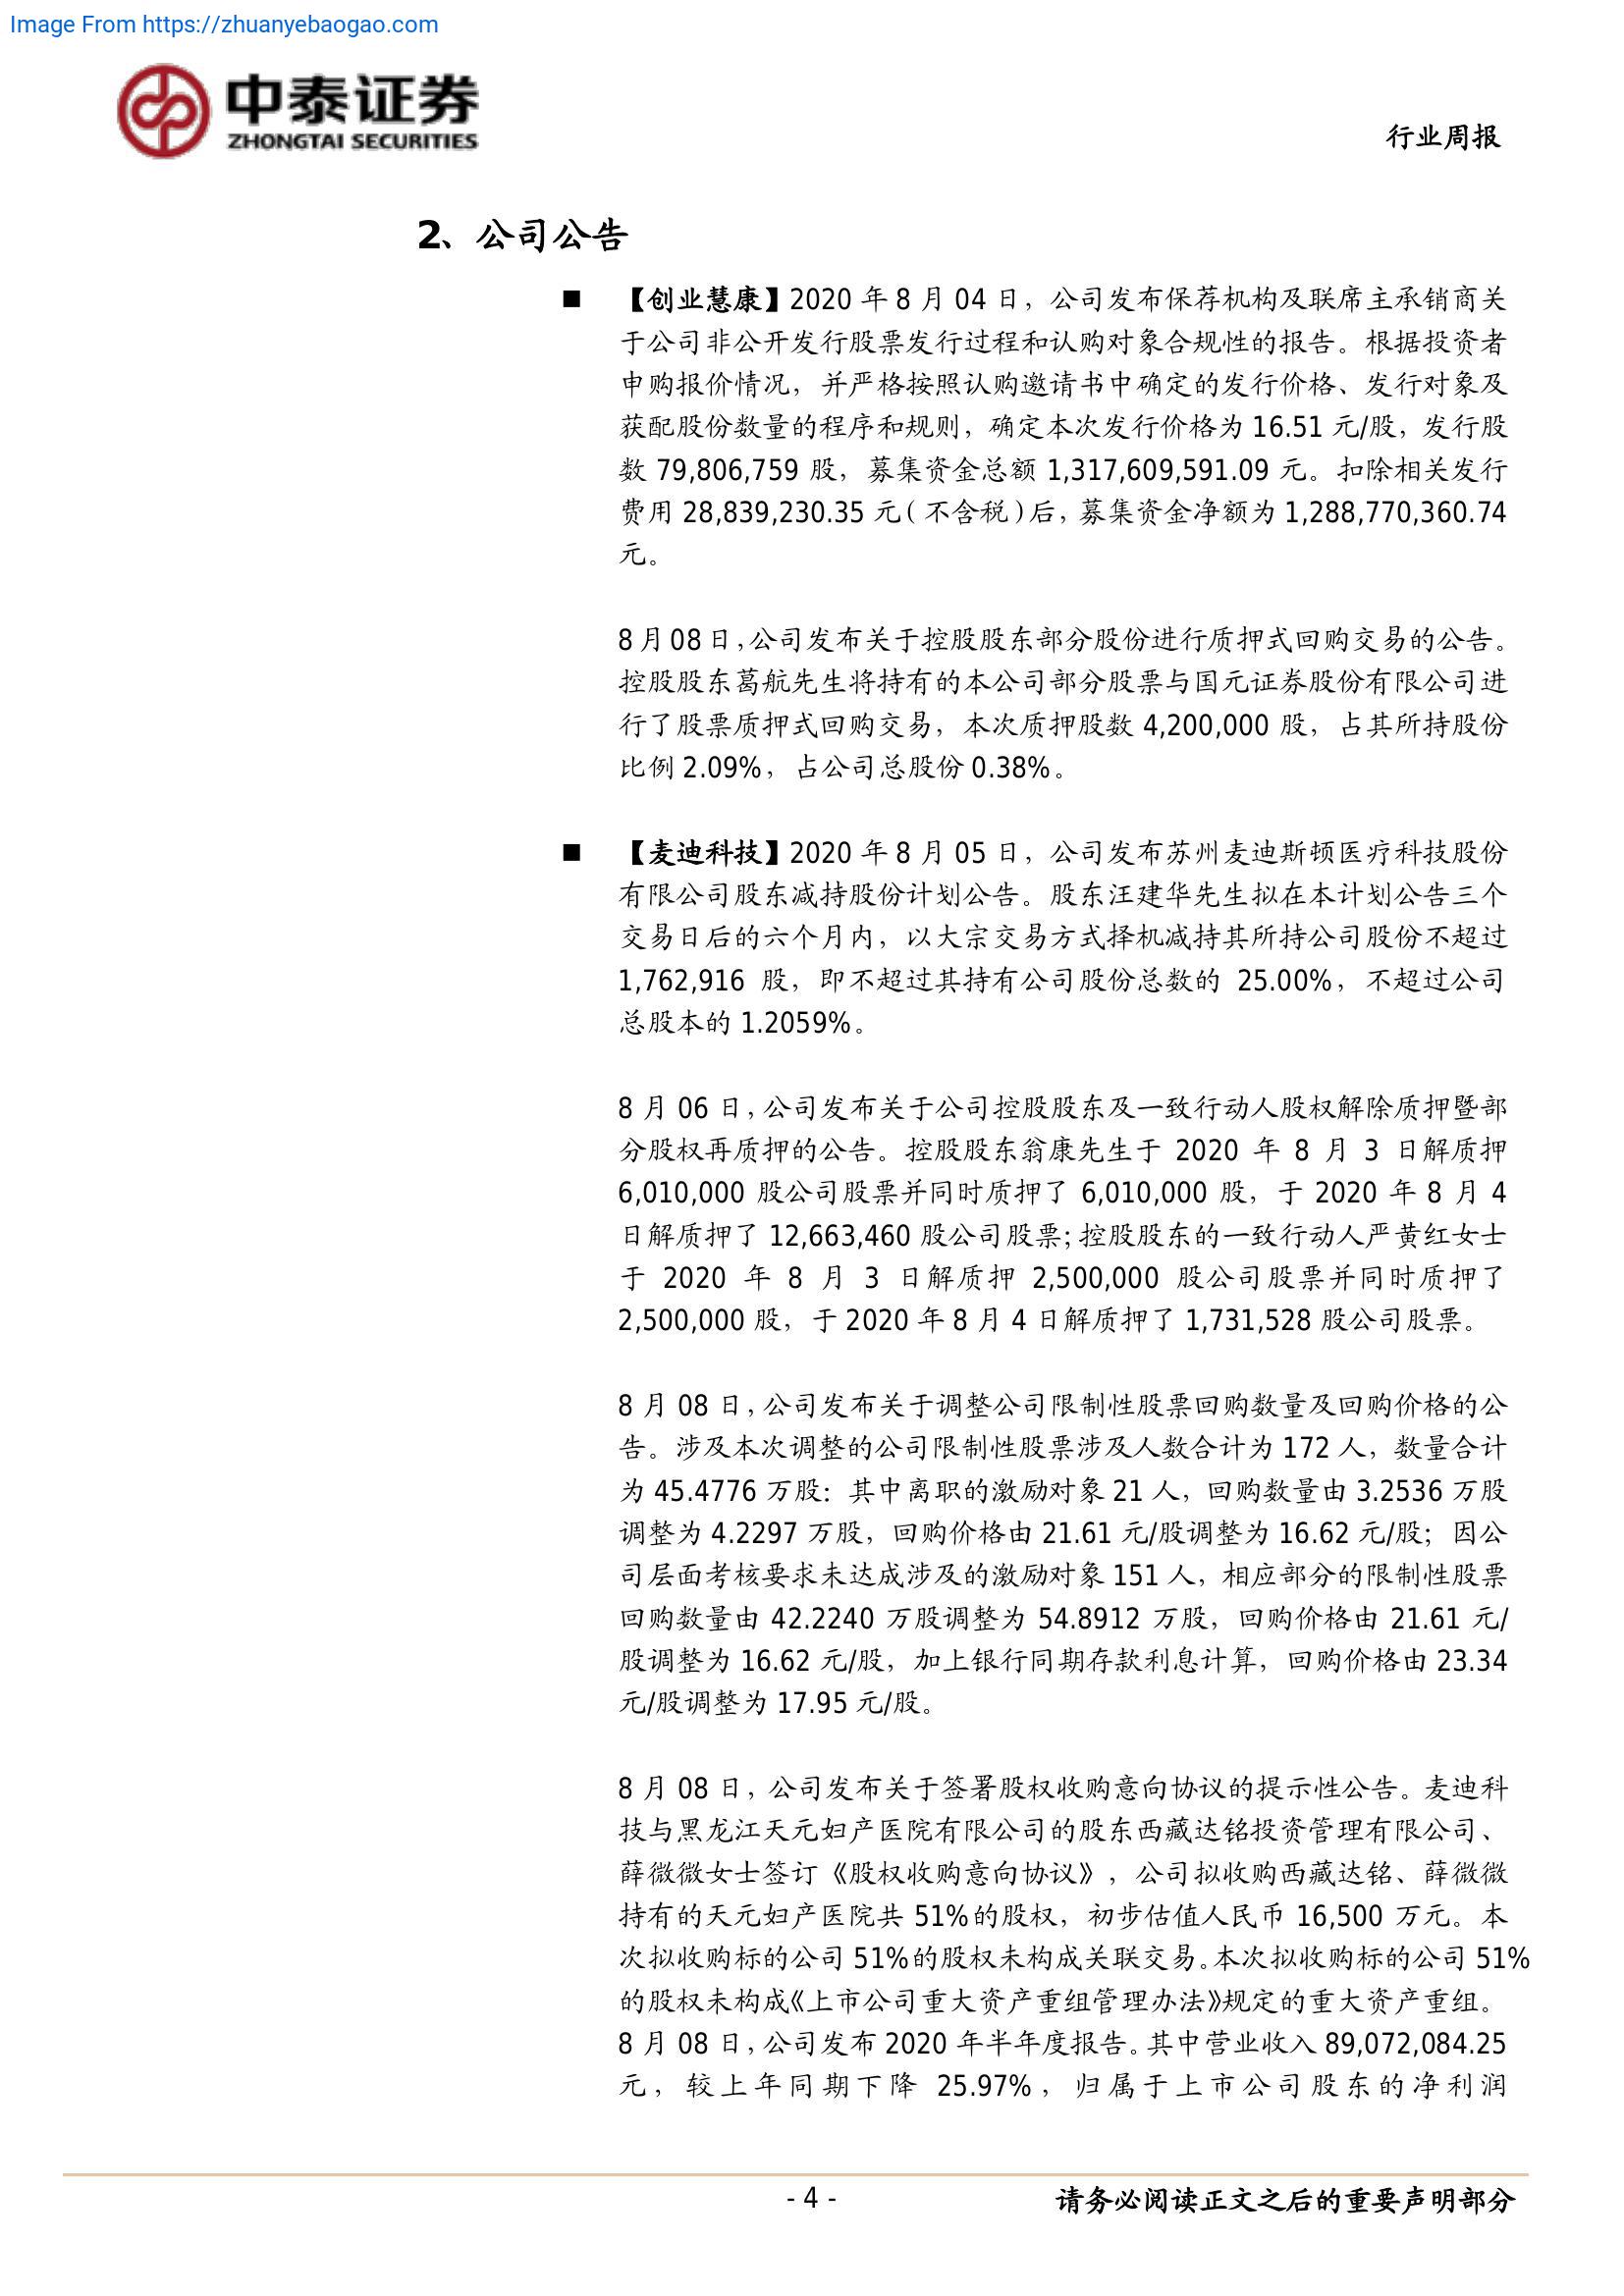 Image From https://zhuanyebaogao.com
中泰证券
ZHONGTAI SECURITIES
行业周报
2、公司公告
■ 【创业慧康】2020 年 8 月 04 日，公司发布保荐机构及联席主承销商关
于公司非公开发行股票发行过程和认购对象合规性的报告。根据投资者
申购报价情况，并严格按照认购邀请书中确定的发行价格、发行对象及
获配股份数量的程序和规则，确定本次发行价格为 16.51 元/股，发行股
数 79,806,759 股，募集资金总额 1,317,609,591.09 元。扣除相关发行
费用 28,839,230.35 元（不含税）后，募集资金净额为 1,288,770,360.74
元。
8 月 08 日，公司发布关于控股股东部分股份进行质押式回购交易的公告。
控股股东葛航先生将持有的本公司部分股票与国元证券股份有限公司进
行了股票质押式回购交易，本次质押股数 4,200,000 股，占其所持股份
比例 2.09%，占公司总股份 0.38%。
■ 【麦迪科技】2020 年 8 月 05 日，公司发布苏州麦迪斯顿医疗科技股份
有限公司股东减持股份计划公告。股东汪建华先生拟在本计划公告三个
交易日后的六个月内，以大宗交易方式择机减持其所持公司股份不超过
1,762,916 股，即不超过其持有公司股份总数的 25.00%，不超过公司
总股本的 1.2059%。
8 月 06 日，公司发布关于公司控股股东及一致行动人股权解除质押暨部
分股权再质押的公告。控股股东翁康先生于 2020 年 8 月 3 日解质押
6,010,000 股公司股票并同时质押了 6,010,000 股，于 2020 年 8 月 4
日解质押了 12,663,460 股公司股票；控股股东的一致行动人严黄红女士
于 2020 年 8 月 3 日解质押 2,500,000 股公司股票并同时质押了
2,500,000 股，于 2020 年 8 月 4 日解质押了 1,731,528 股公司股票。
8 月 08 日，公司发布关于调整公司限制性股票回购数量及回购价格的公
告。涉及本次调整的公司限制性股票涉及人数合计为 172 人，数量合计
为 45.4776 万股：其中离职的激励对象 21 人，回购数量由 3.2536 万股
调整为 4.2297 万股，回购价格由 21.61 元/股调整为 16.62 元/股；因公
司层面考核要求未达成涉及的激励对象 151 人，相应部分的限制性股票
回购数量由 42.2240 万股调整为 54.8912 万股，回购价格由 21.61 元/
股调整为 16.62 元/股，加上银行同期存款利息计算，回购价格由 23.34
元/股调整为 17.95 元/股。
8 月 08 日，公司发布关于签署股权收购意向协议的提示性公告。麦迪科
技与黑龙江天元妇产医院有限公司的股东西藏达铭投资管理有限公司、
薛微微女士签订《股权收购意向协议》，公司拟收购西藏达铭、薛微微
持有的天元妇产医院共 51%的股权，初步估值人民币 16,500 万元。本
次拟收购标的公司 51%的股权未构成关联交易。本次拟收购标的公司 51%
的股权未构成《上市公司重大资产重组管理办法》规定的重大资产重组。
8 月 08 日，公司发布 2020 年半年度报告。其中营业收入 89,072,084.25
元，较上年同期下降 25.97%，归属于上市公司股东的净利润
- 4 -
请务必阅读正文之后的重要声明部分